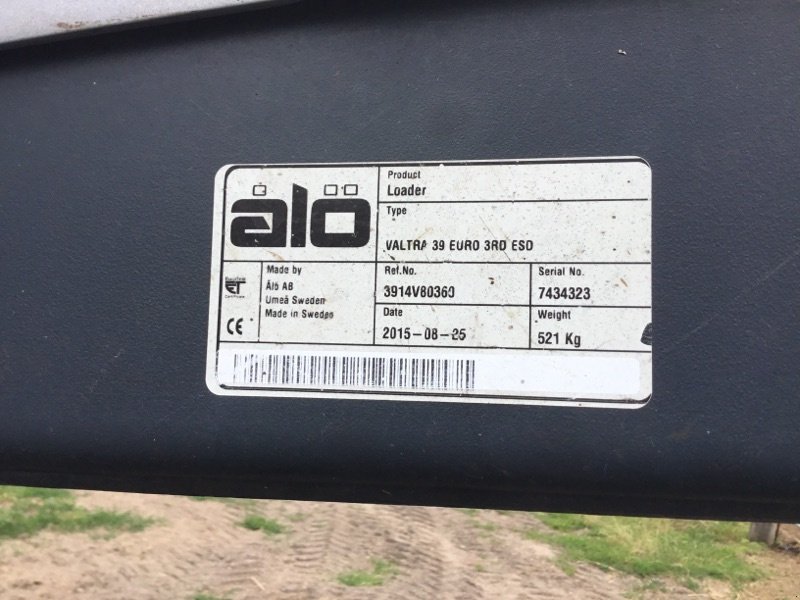 ålö
Product
Loader
Type
VALTRA 39 EURO 3RD ESD
Made by
Ålö AB
Umeå Sweden
Made in Sweden
Ref.No.
3914V60360
Serial No.
7434323
Date
2015-08-25
Weight
521 Kg
CE